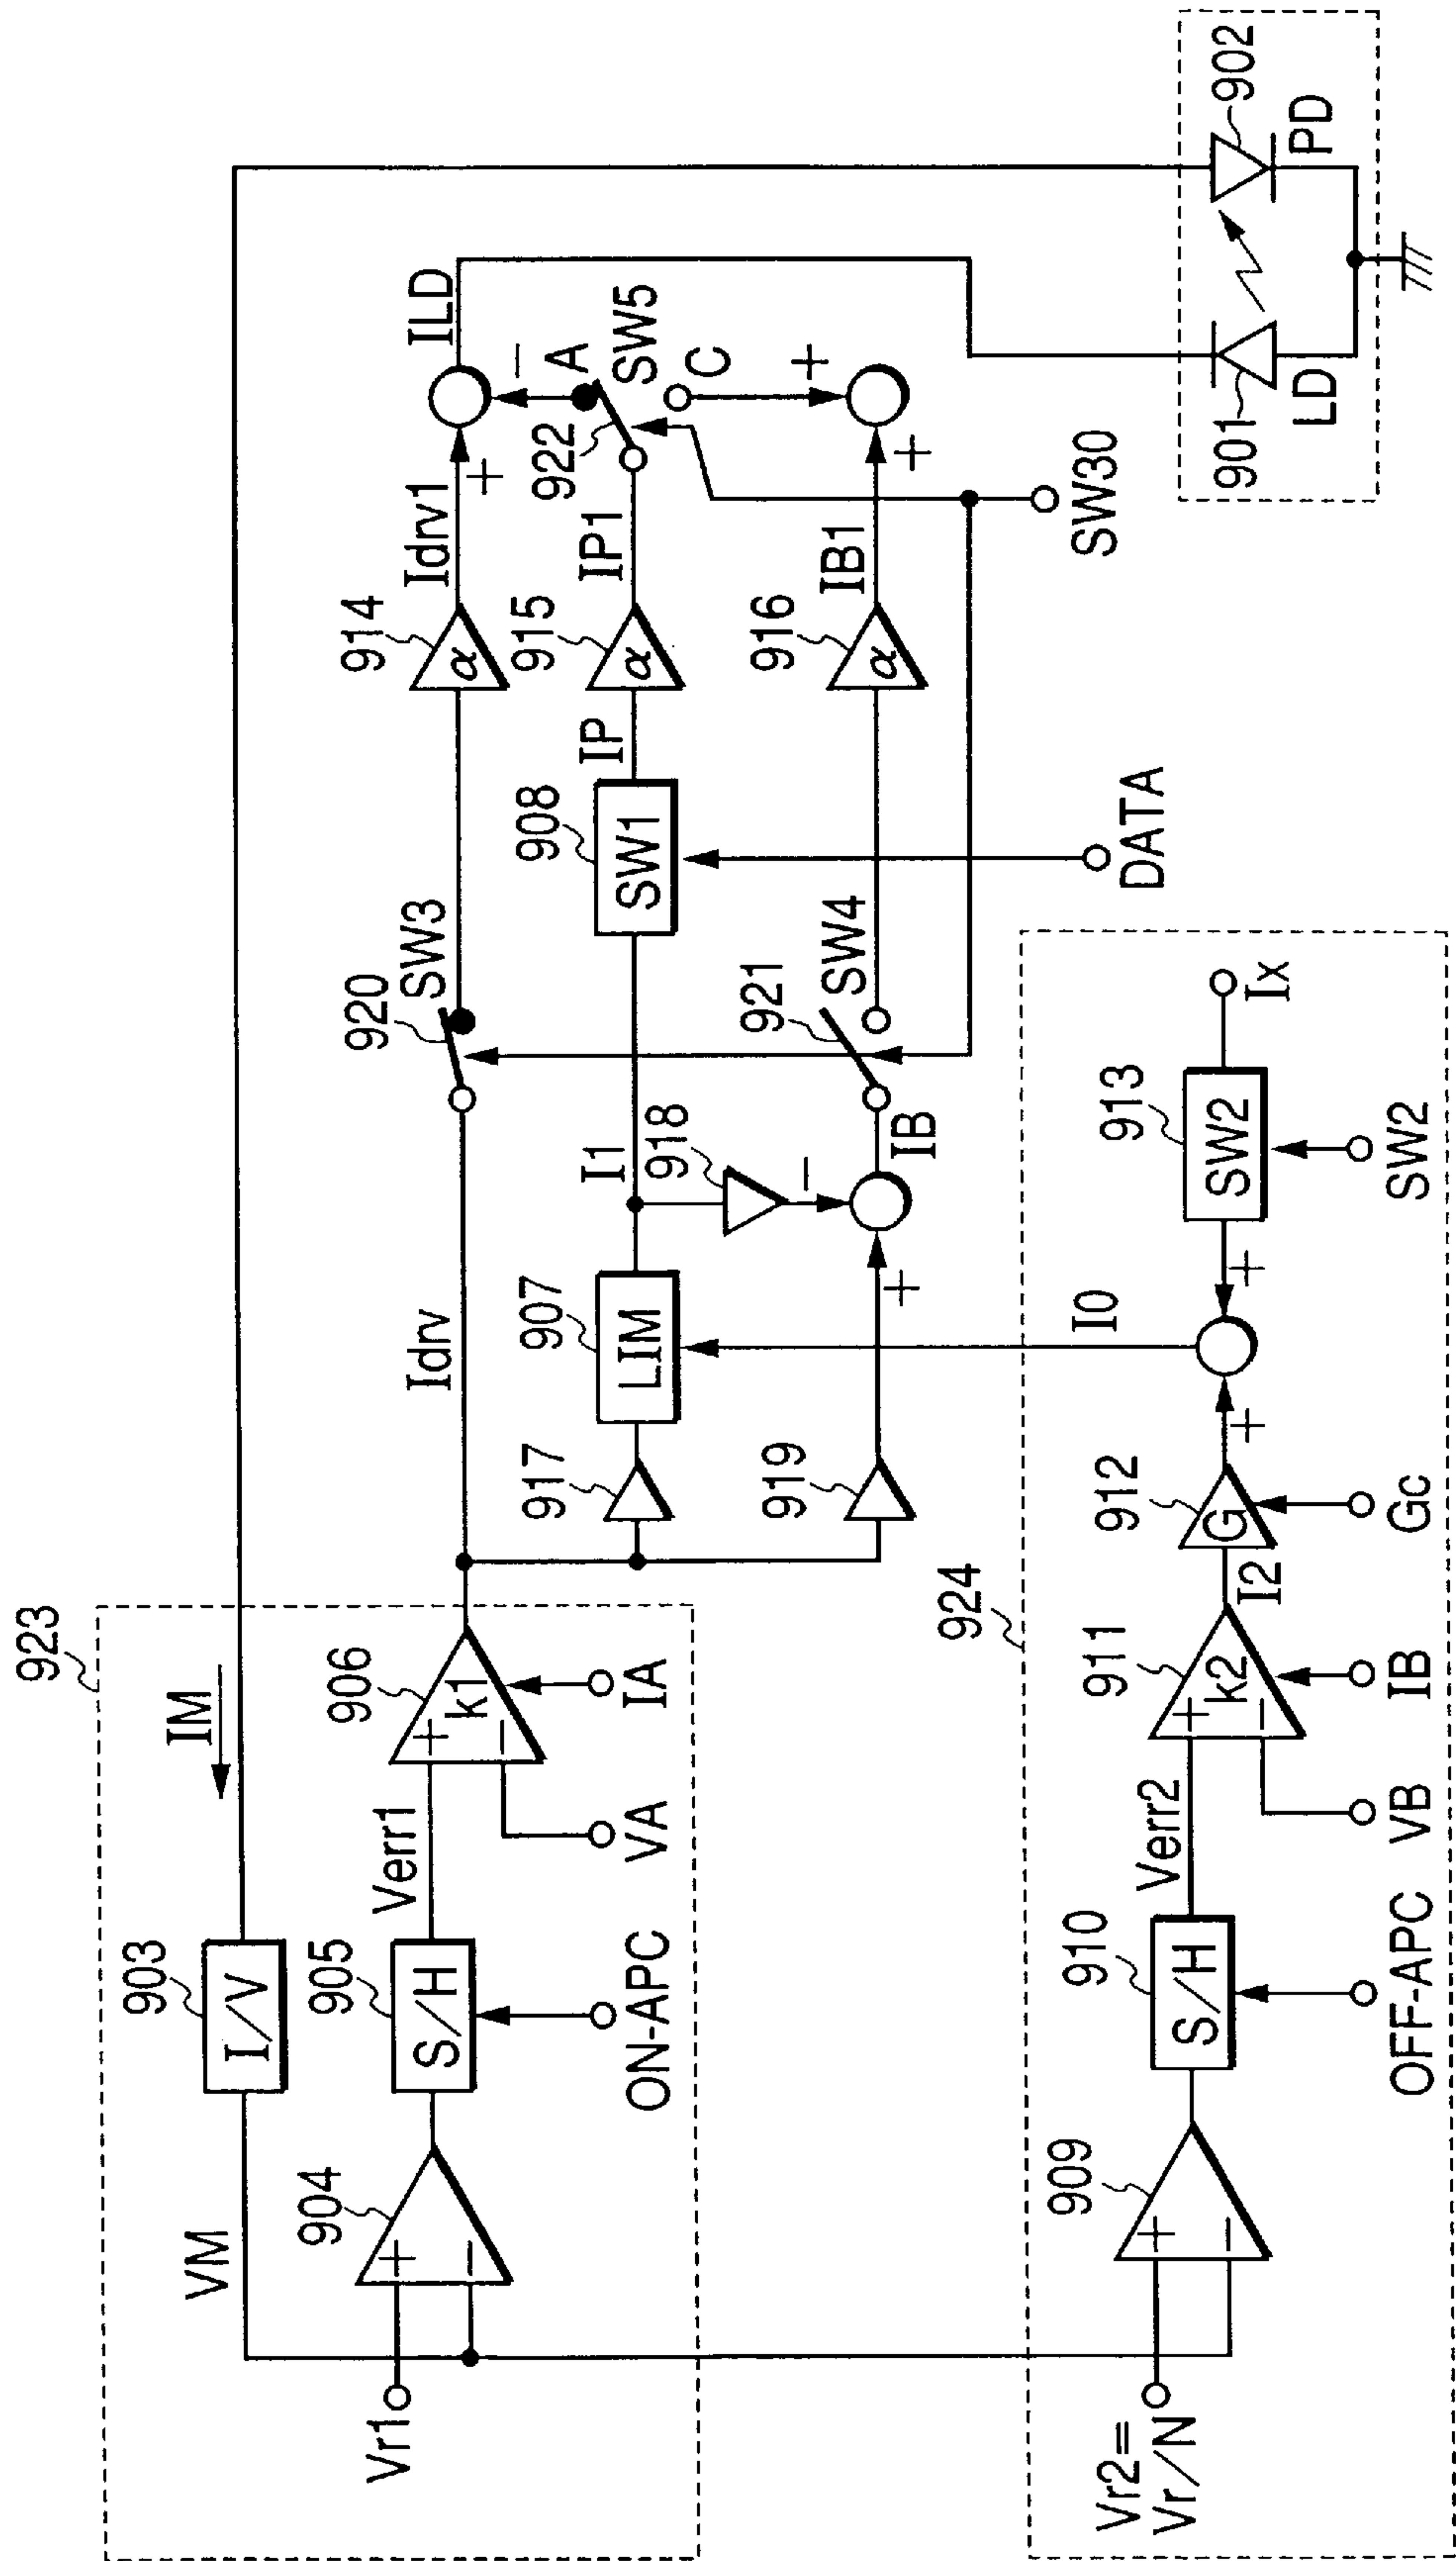 923
IM
903
I/V
VM
Vr1
904
+
−
905
S/H
ON-APC
Verr1
VA
906
+
−
k1
IA
Idrv
917
907
LIM
919
+
I1
918
−
IB
920
SW3
921
SW4
908
SW1
DATA
IP
914
α
Idrv1
915
α
IP1
916
α
IB1
+
ILD
−
A
922
SW5
C
+
+
SW30
901
LD
902
PD
924
Vr2=
Vr/N
909
+
−
910
S/H
OFF-APC
Verr2
VB
911
+
−
k2
IB
I2
912
G
Gc
+
I0
+
913
SW2
SW2
Ix